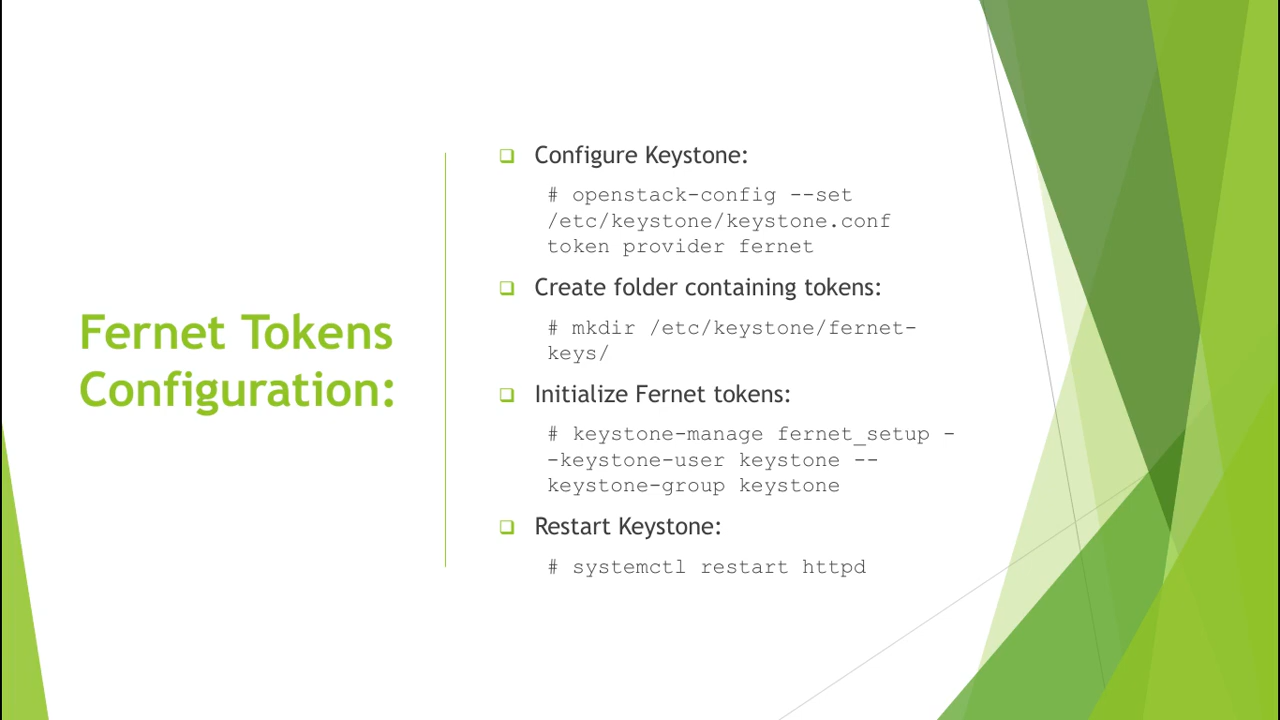 Fernet Tokens
Configuration:
Configure Keystone:
# openstack-config --set
/etc/keystone/keystone.conf
token provider fernet
Create folder containing tokens:
# mkdir /etc/keystone/fernet-
keys/
Initialize Fernet tokens:
# keystone-manage fernet_setup -
-keystone-user keystone --
keystone-group keystone
Restart Keystone:
# systemctl restart httpd